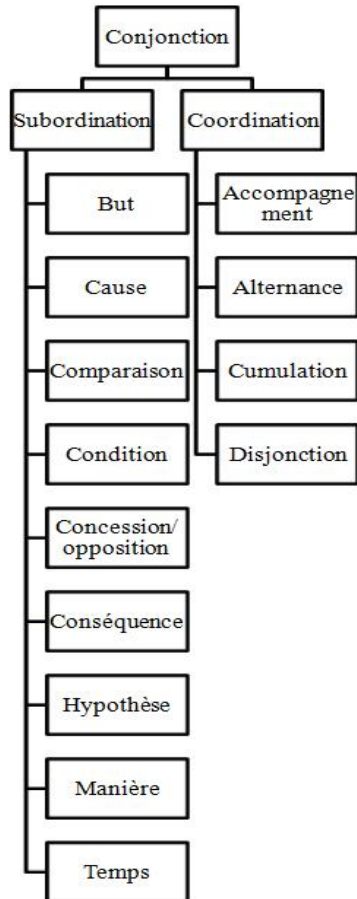 Conjonction
Subordination
Coordination
But
Cause
Comparaison
Condition
Concession/
opposition
Conséquence
Hypothèse
Manière
Temps
Accompagne
ment
Alternance
Cumulation
Disjonction